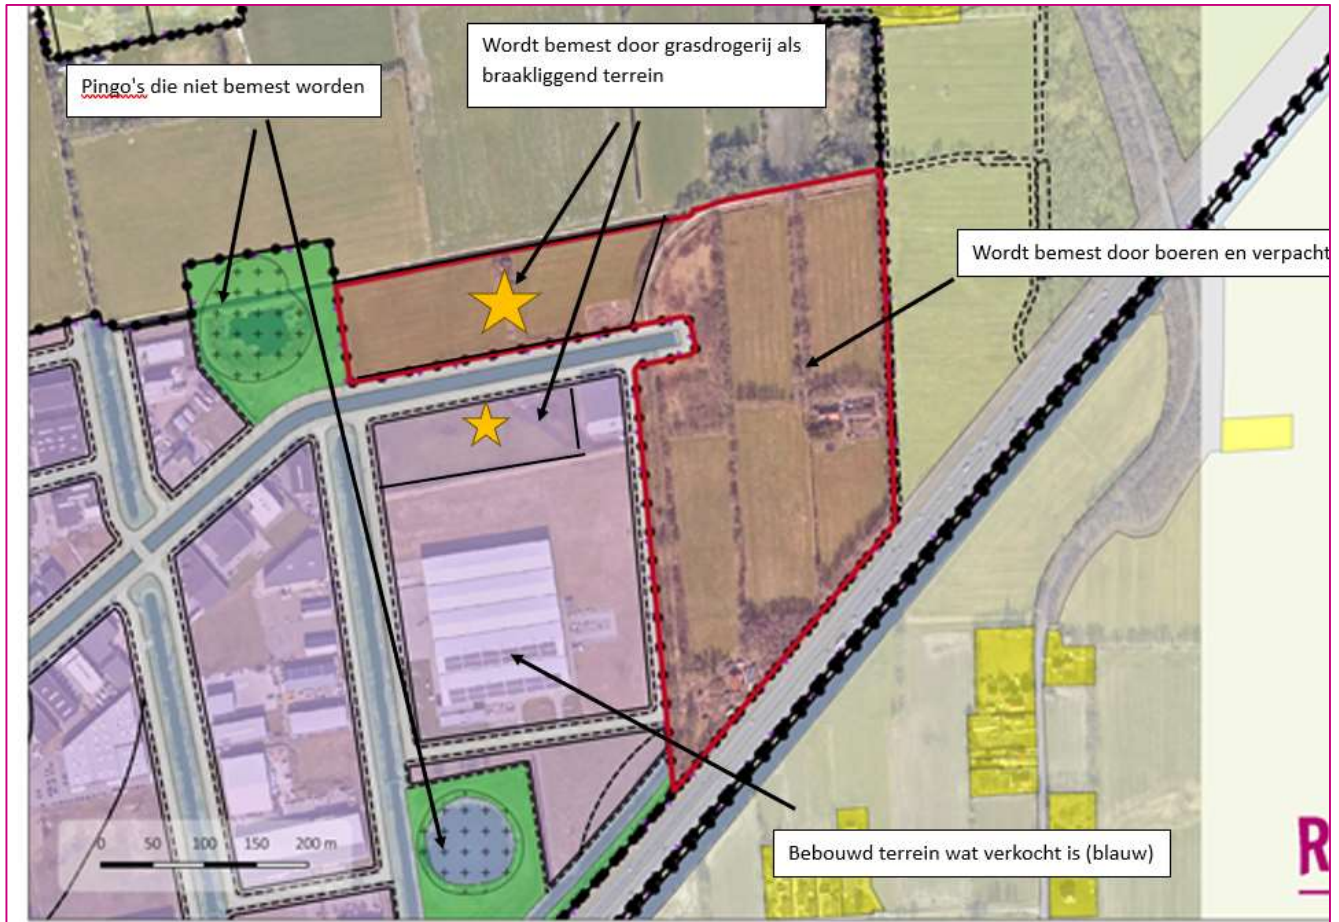 Wordt bemest door grasdrogerij als
braakliggend terrein
Pingo's die niet bemest worden
Wordt bemest door boeren en verpacht
Bebouwd terrein wat verkocht is (blauw)
0 50 100 150 200 m
R